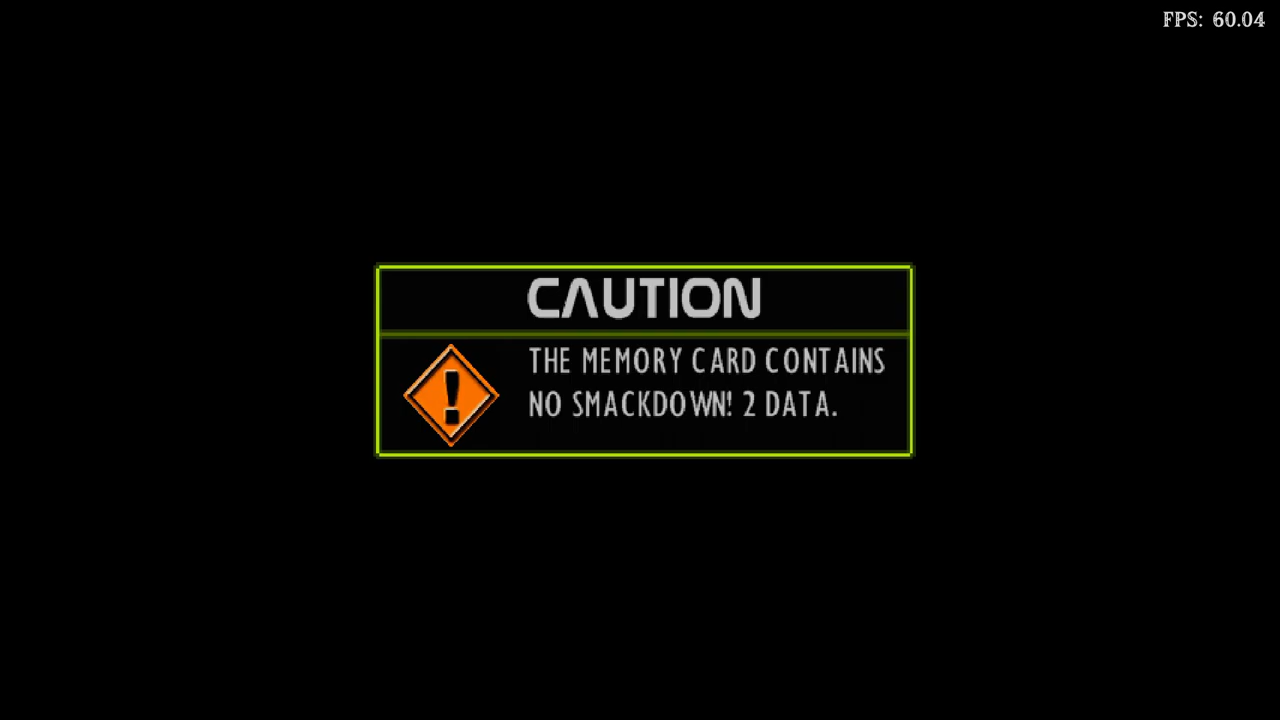 FPS: 60.04
CAUTION
THE MEMORY CARD CONTAINS
NO SMACKDOWN! 2 DATA.